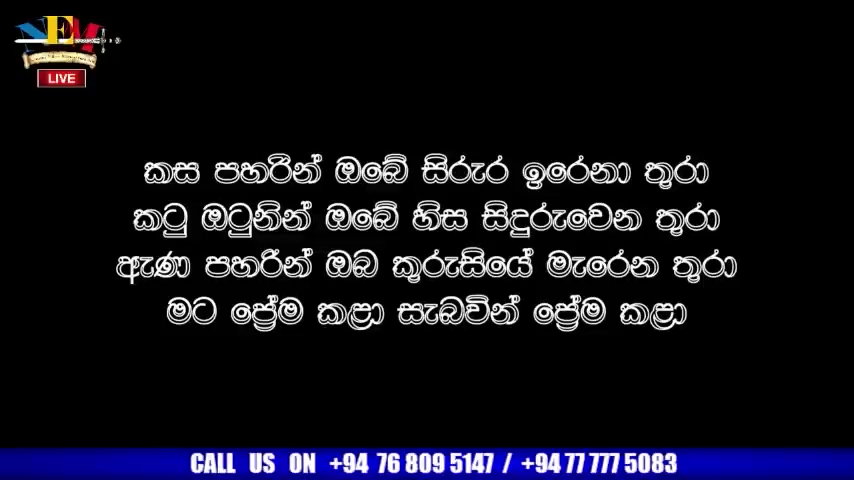 NEM
LIVE
කස පහරින් ඔබේ සිරුර ඉරෙනා තුරා
කටු ඔටුනින් ඔබේ හිස සිදුරුවෙන තුරා
ඇණ පහරින් ඔබ කුරුසියේ මැරෙන තුරා
මට ප්‍රේම කළා සැබවින් ප්‍රේම කළා
CALL US ON +94 76 809 5147 / +94 77 777 5083